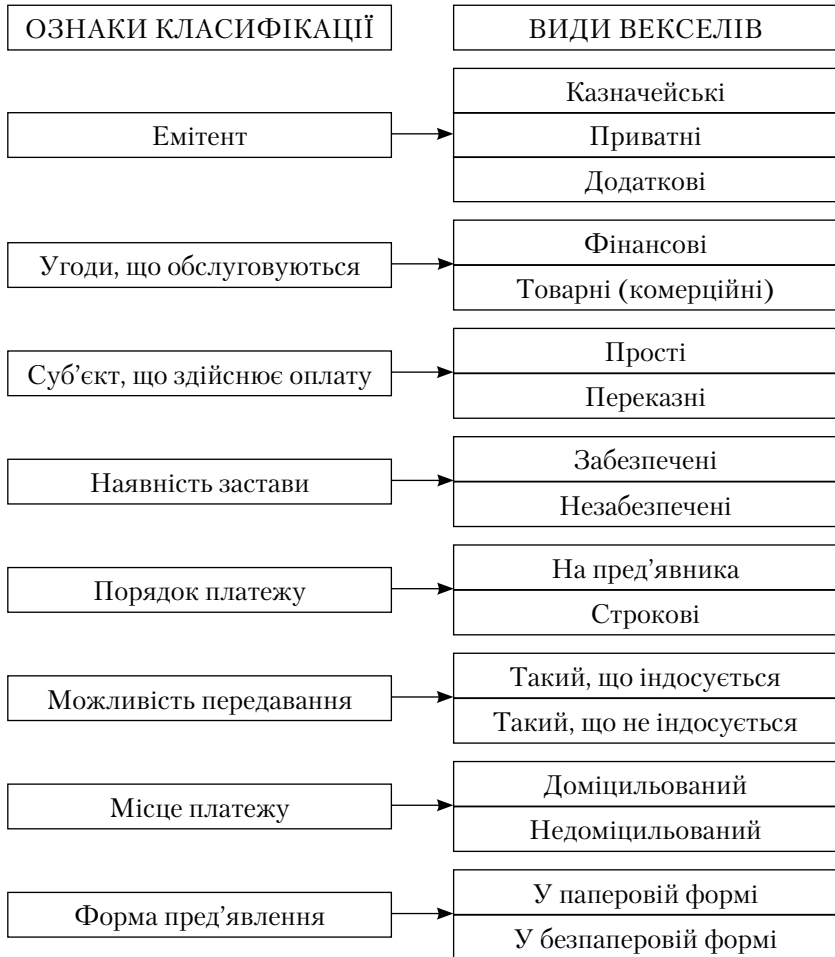 ОЗНАКИ КЛАСИФІКАЦІЇ
ВИДИ ВЕКСЕЛІВ
Емітент
Казначейські
Приватні
Додаткові
Угоди, що обслуговуються
Фінансові
Товарні (комерційні)
Суб’єкт, що здійснює оплату
Прості
Переказні
Наявність застави
Забезпечені
Незабезпечені
Порядок платежу
На пред’явника
Строкові
Можливість передавання
Такий, що індосується
Такий, що не індосується
Місце платежу
Доміцильований
Недоміцильований
Форма пред’явлення
У паперовій формі
У безпаперовій формі